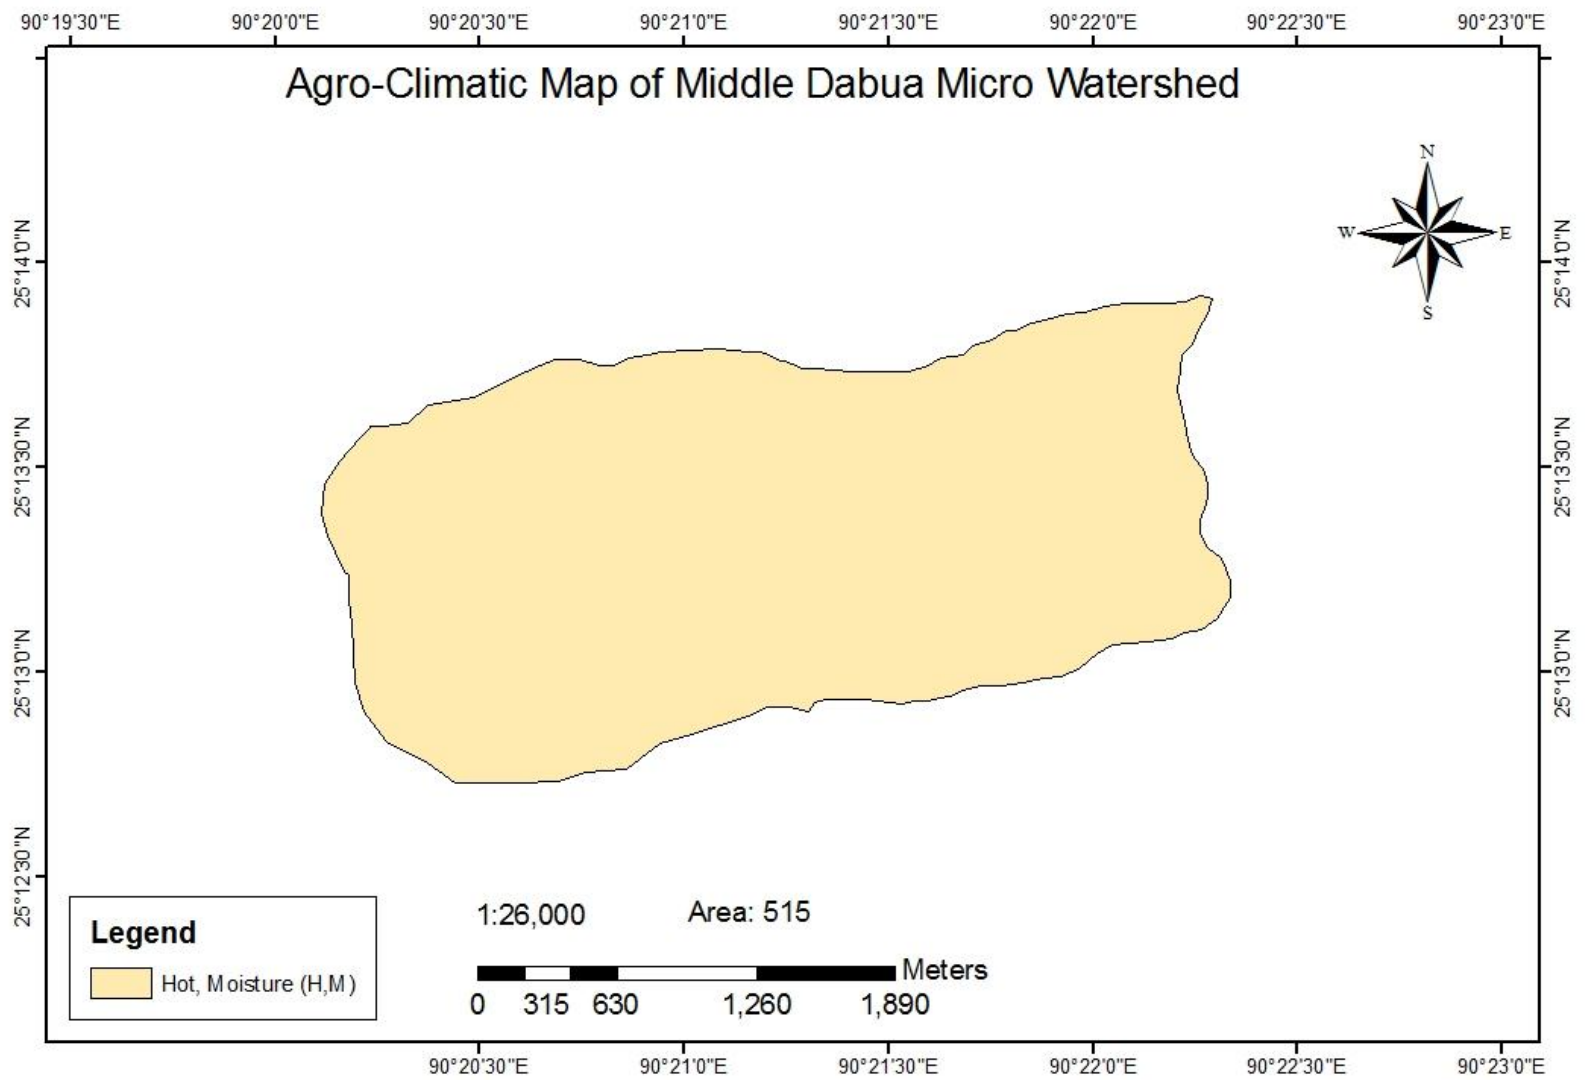 90°19'30"E 90°20'0"E 90°20'30"E 90°21'0"E 90°21'30"E 90°22'0"E 90°22'30"E 90°23'0"E
Agro-Climatic Map of Middle Dabua Micro Watershed
N
W E
S
25°14'0"N 25°14'0"N
25°13'30"N 25°13'30"N
25°13'0"N 25°13'0"N
25°12'30"N
1:26,000 Area: 515
Legend
Hot, Moisture (H,M)
Meters
0 315 630 1,260 1,890
90°20'30"E 90°21'0"E 90°21'30"E 90°22'0"E 90°22'30"E 90°23'0"E